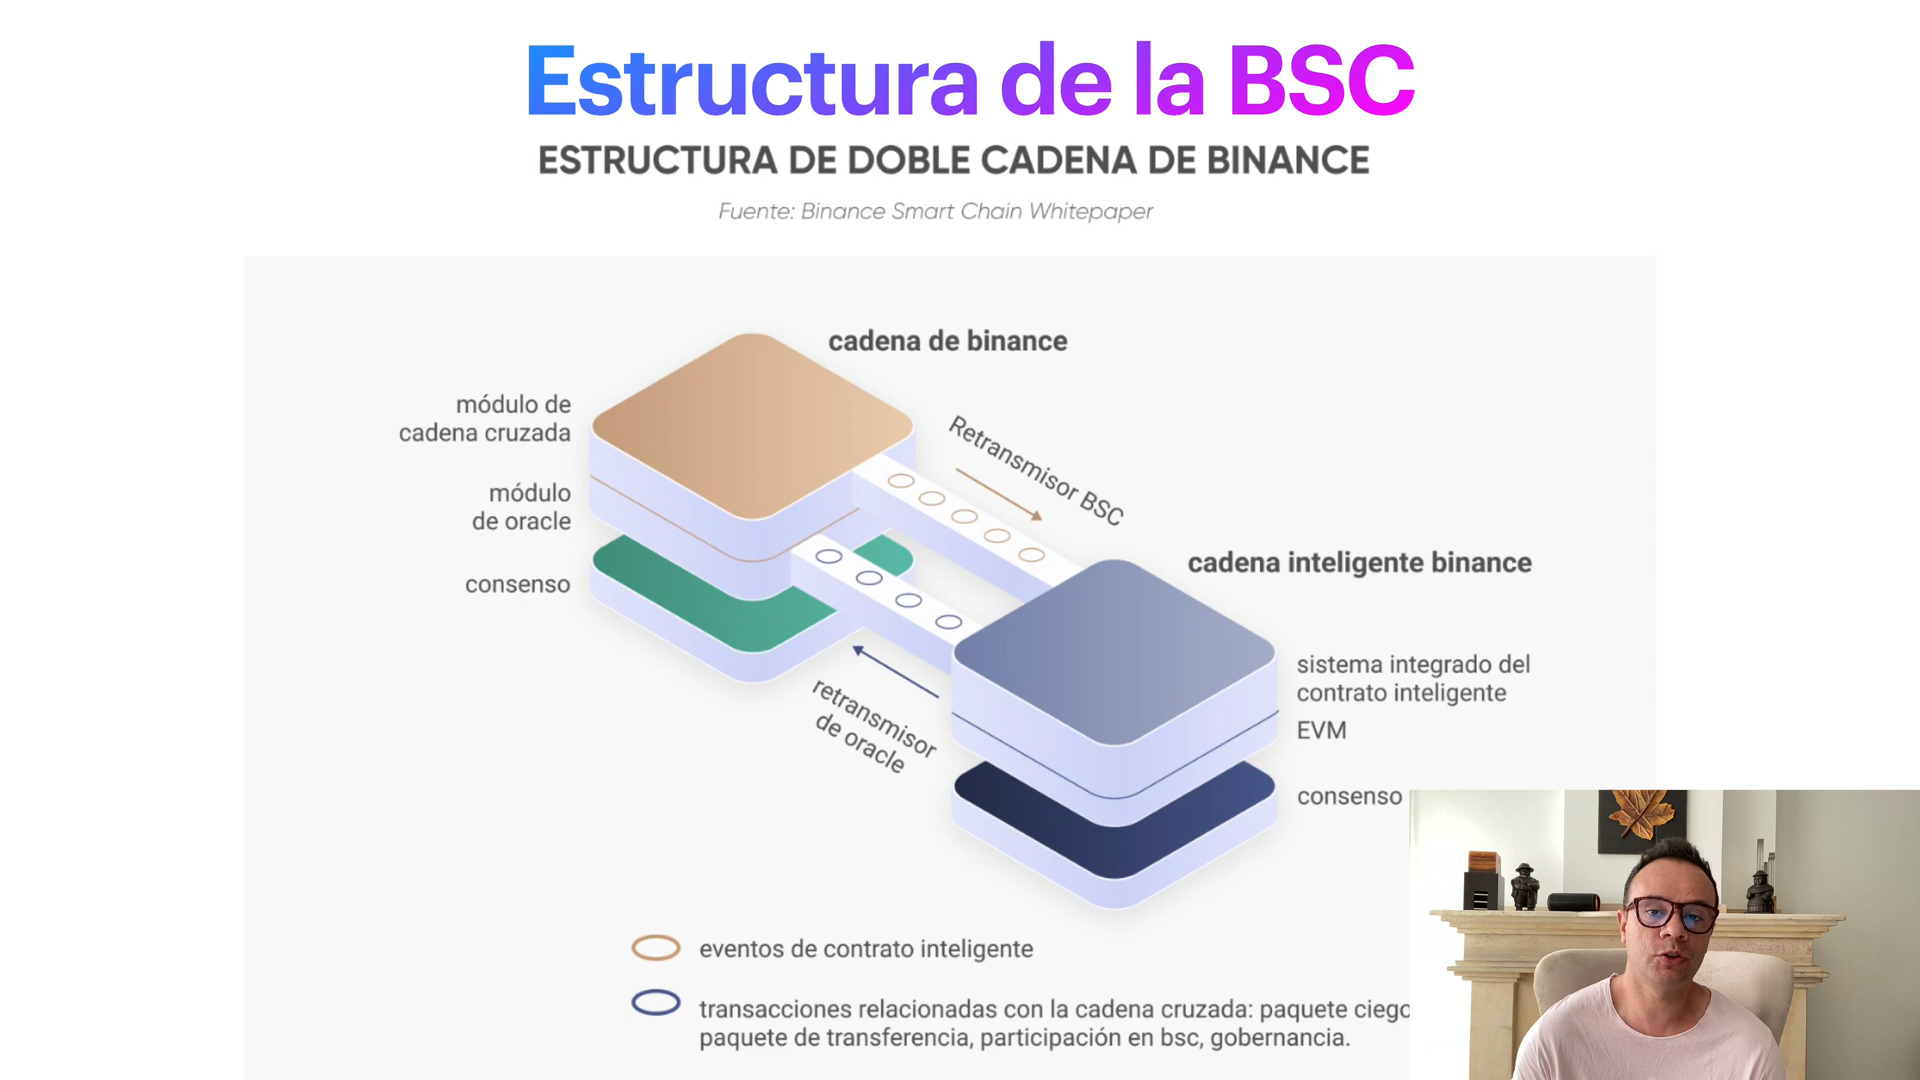 Estructura de la BSC
ESTRUCTURA DE DOBLE CADENA DE BINANCE
Fuente: Binance Smart Chain Whitepaper
cadena de binance
módulo de
cadena cruzada
Retransmisor BSC
módulo
de oracle
consenso
cadena inteligente binance
retransmisor
de oracle
sistema integrado del
contrato inteligente
EVM
consenso
eventos de contrato inteligente
transacciones relacionadas con la cadena cruzada: paquete ciego
paquete de transferencia, participación en bsc, gobernancia.